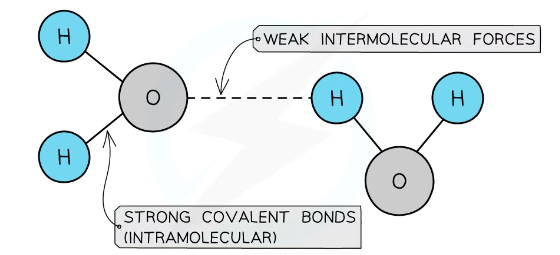 H
WEAK INTERMOLECULAR FORCES
O
H
H
H
O
STRONG COVALENT BONDS
(INTRAMOLECULAR)